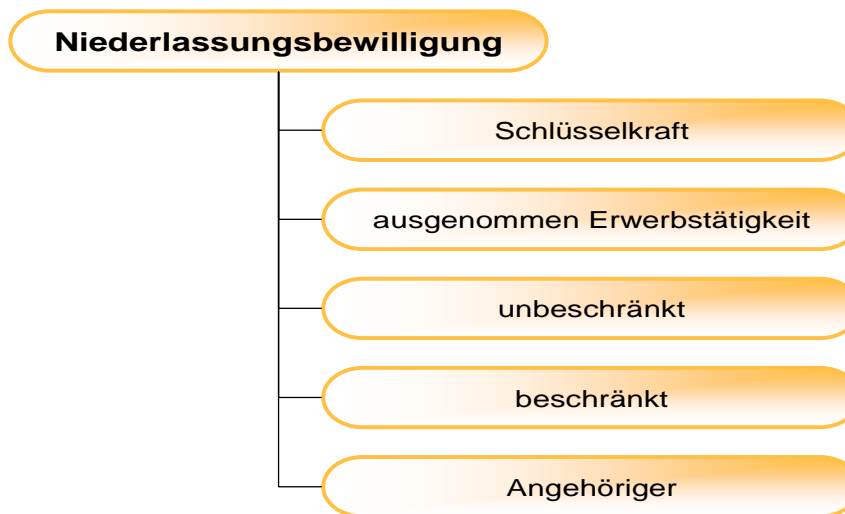 Niederlassungsbewilligung
Schlüsselkraft
ausgenommen Erwerbstätigkeit
unbeschränkt
beschränkt
Angehöriger